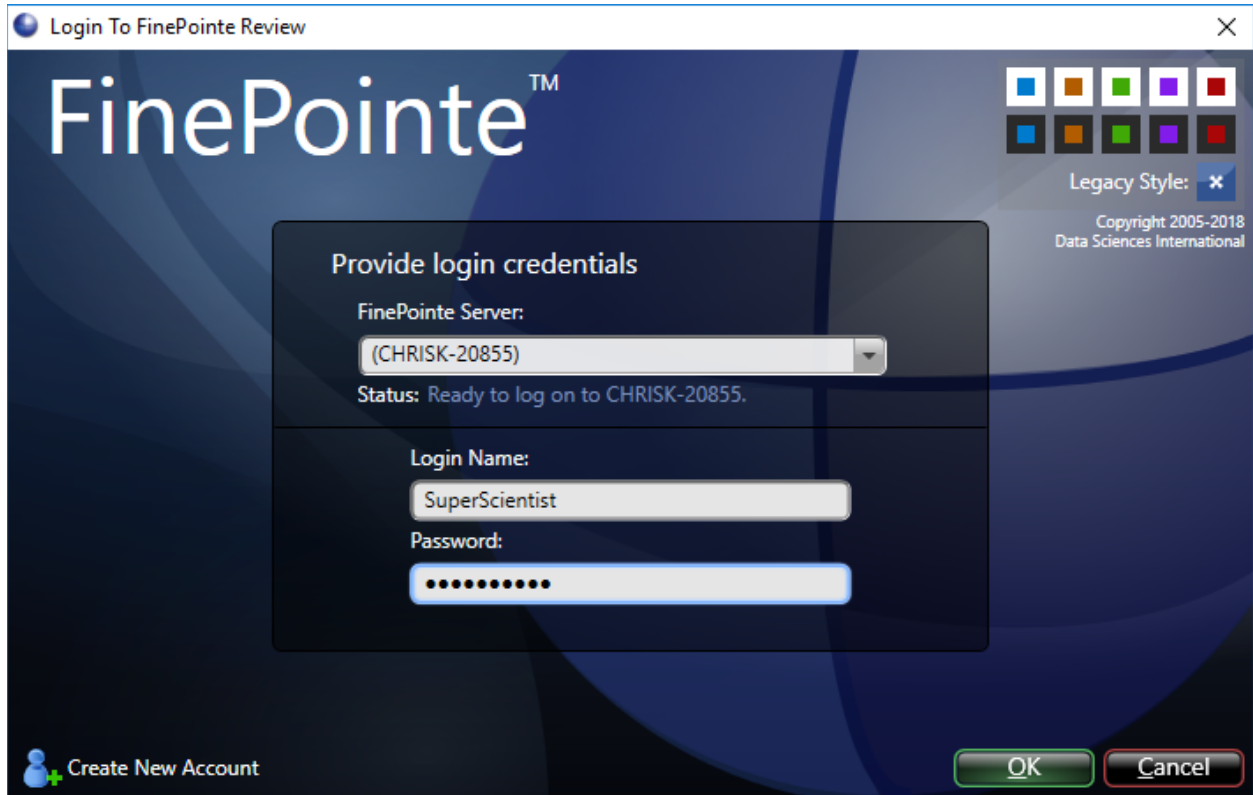 Login To FinePointe Review
FinePointe™
Legacy Style:
Copyright 2005-2018
Data Sciences International
Provide login credentials
FinePointe Server:
(CHRISK-20855)
Status: Ready to log on to CHRISK-20855.
Login Name:
SuperScientist
Password:
••••••••••
Create New Account
OK
Cancel